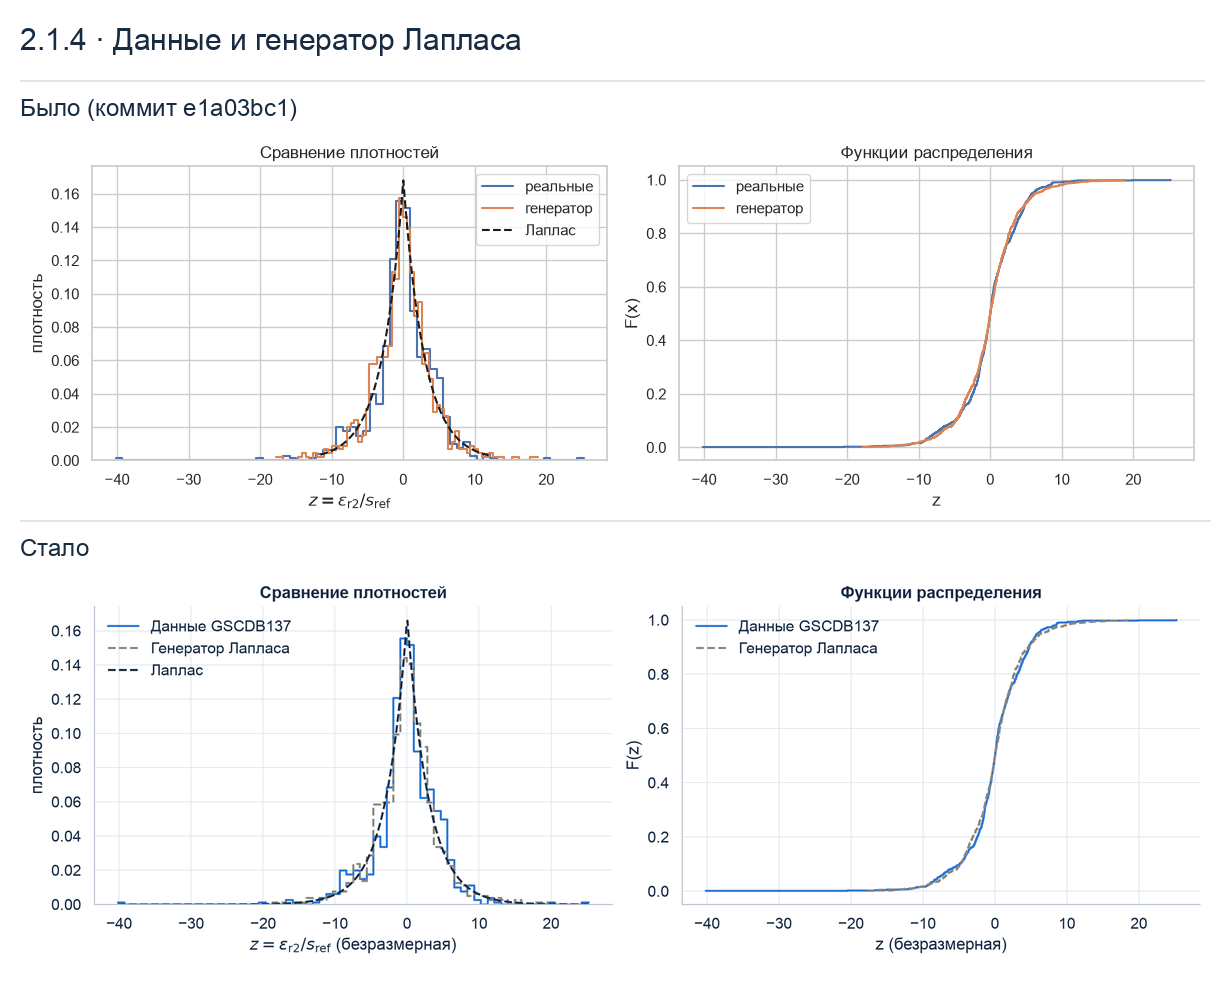 2.1.4 · Данные и генератор Лапласа
Было (коммит e1a03bc1)
Сравнение плотностей
плотность
0.16
0.14
0.12
0.10
0.08
0.06
0.04
0.02
0.00
реальные
генератор
Лаплас
−40 −30 −20 −10 0 10 20
z = εr2/sref
Функции распределения
F(x)
1.0
0.8
0.6
0.4
0.2
0.0
реальные
генератор
−40 −30 −20 −10 0 10 20
z
Стало
Сравнение плотностей
плотность
0.16
0.14
0.12
0.10
0.08
0.06
0.04
0.02
0.00
Данные GSCDB137
Генератор Лапласа
Лаплас
−40 −30 −20 −10 0 10 20
z = εr2/sref (безразмерная)
Функции распределения
F(z)
1.0
0.8
0.6
0.4
0.2
0.0
Данные GSCDB137
Генератор Лапласа
−40 −30 −20 −10 0 10 20
z (безразмерная)